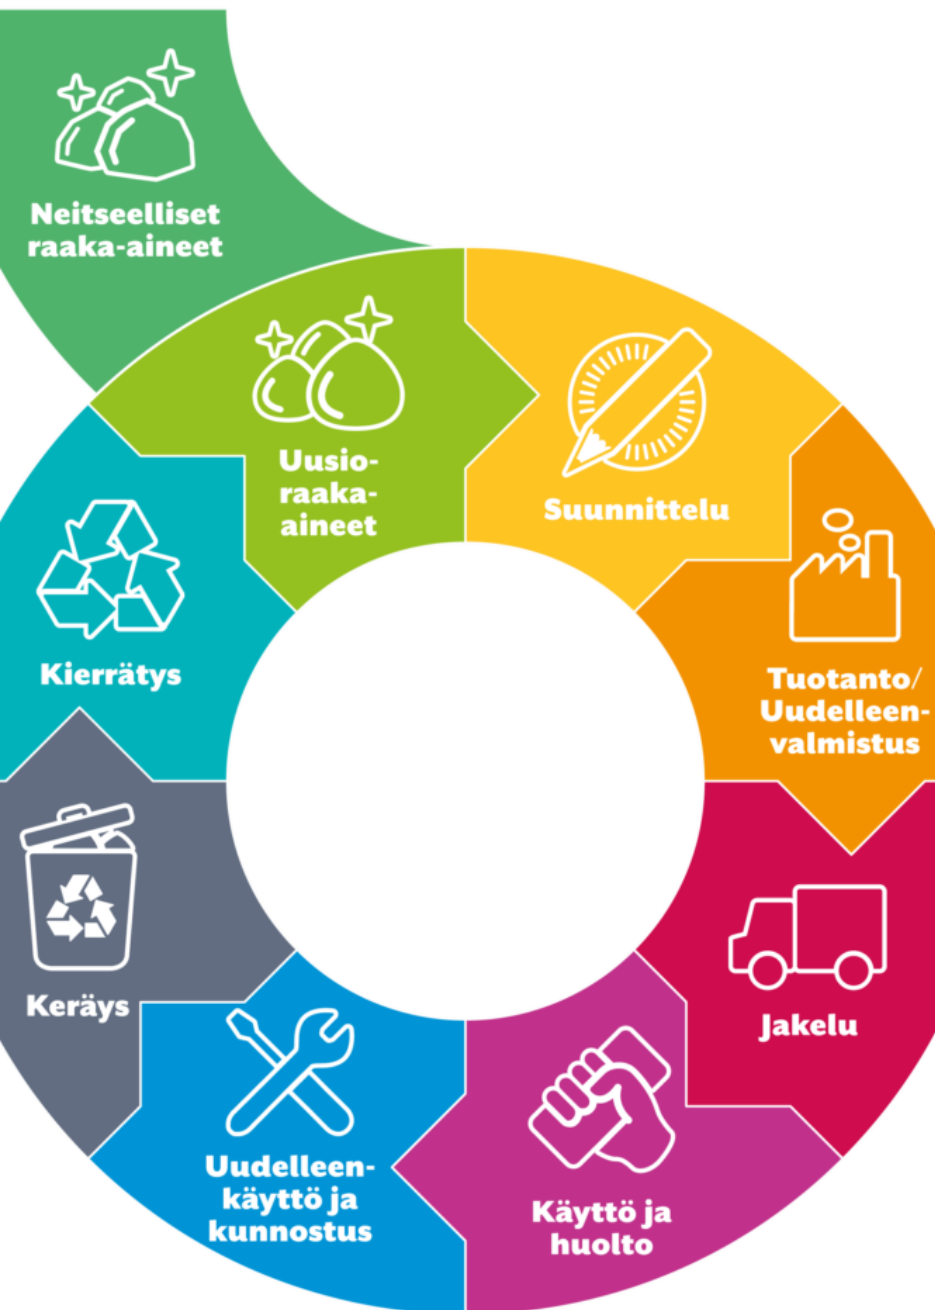 Neitseelliset
raaka-aineet
Uusio-
raaka-
aineet
Suunnittelu
Tuotanto/
Uudelleen-
valmistus
Jakelu
Käyttö ja
huolto
Uudelleen-
käyttö ja
kunnostus
Keräys
Kierrätys